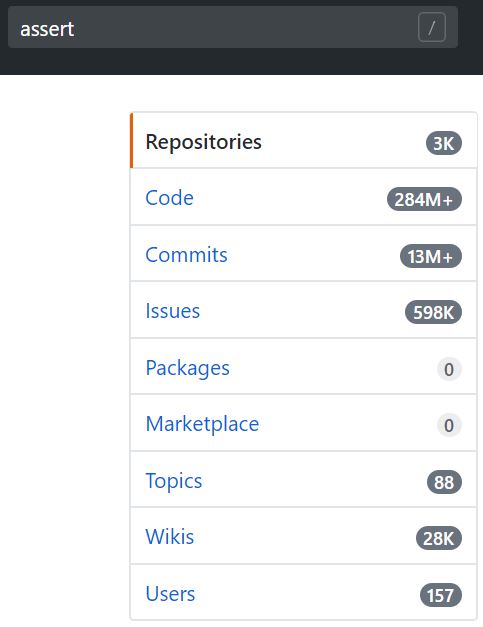 assert /
Repositories 3K
Code 284M+
Commits 13M+
Issues 598K
Packages 0
Marketplace 0
Topics 88
Wikis 28K
Users 157